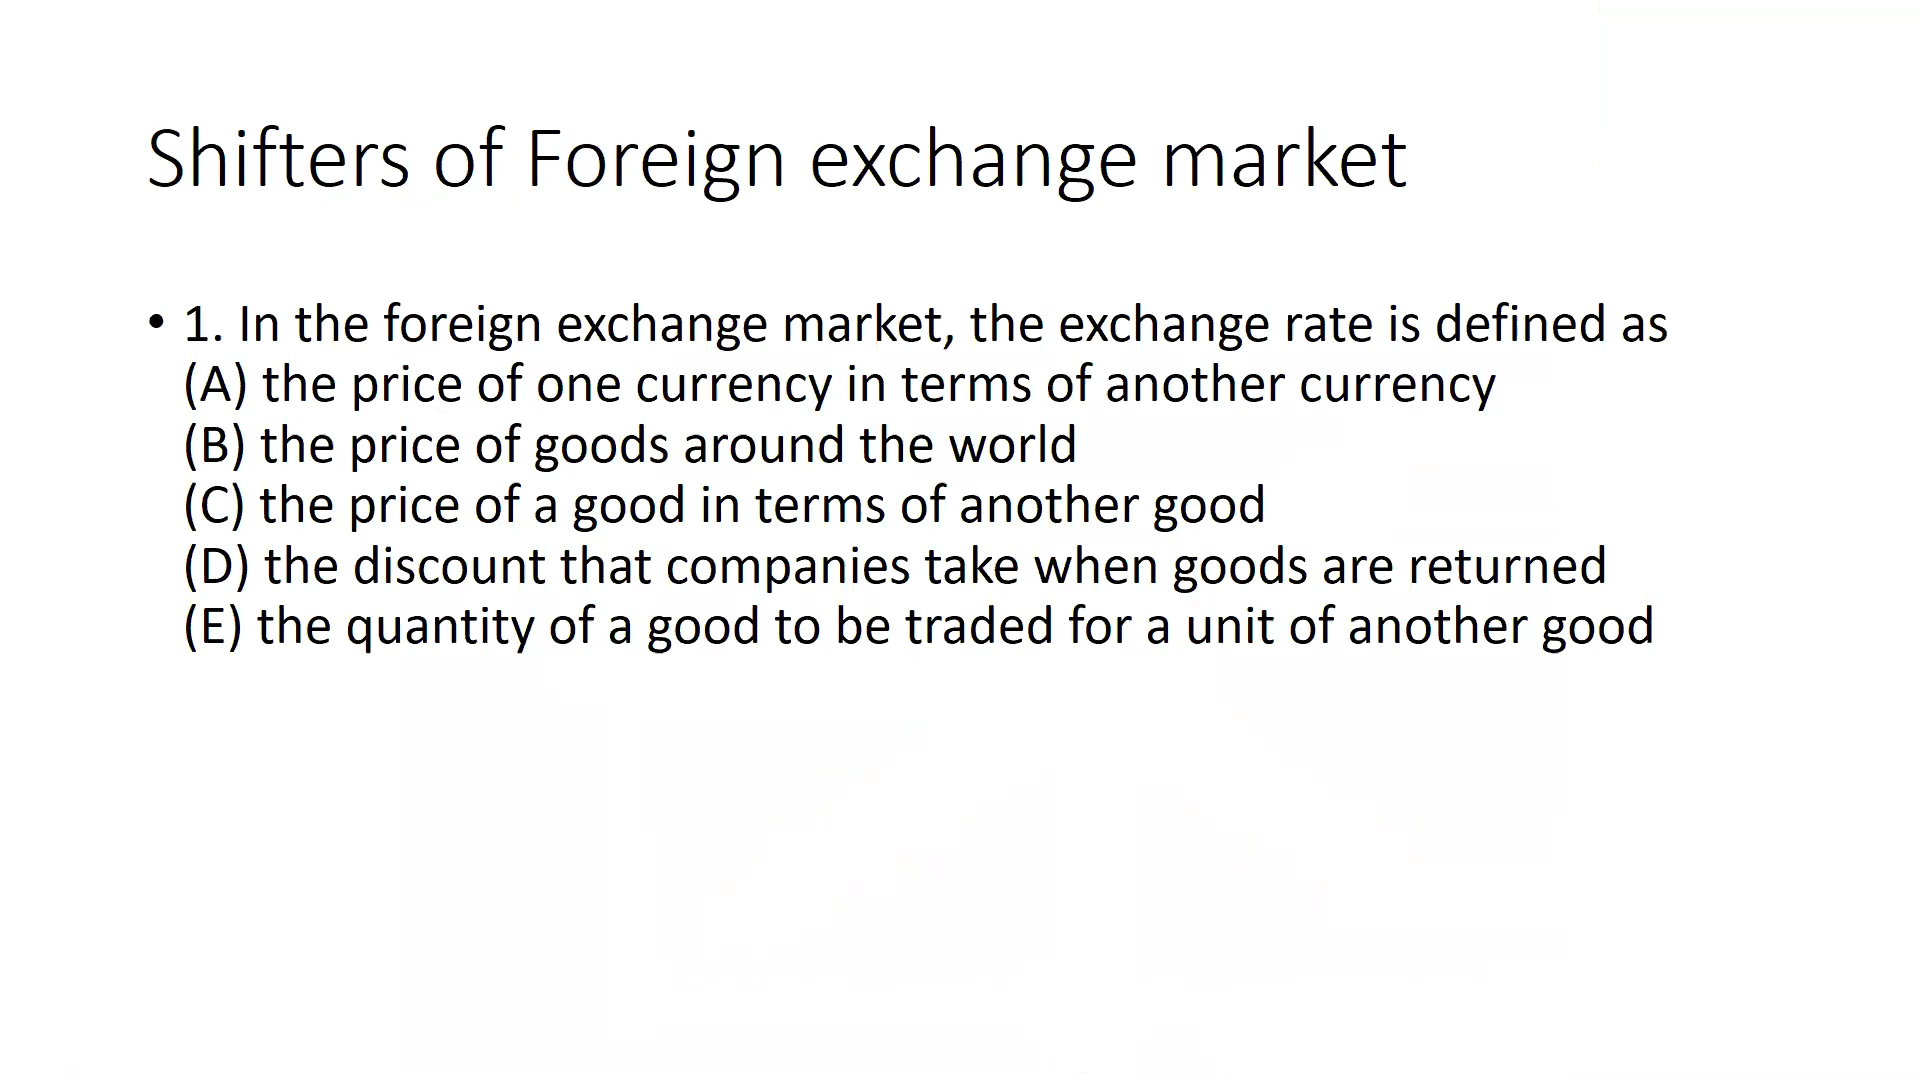 Shifters of Foreign exchange market
• 1. In the foreign exchange market, the exchange rate is defined as
(A) the price of one currency in terms of another currency
(B) the price of goods around the world
(C) the price of a good in terms of another good
(D) the discount that companies take when goods are returned
(E) the quantity of a good to be traded for a unit of another good